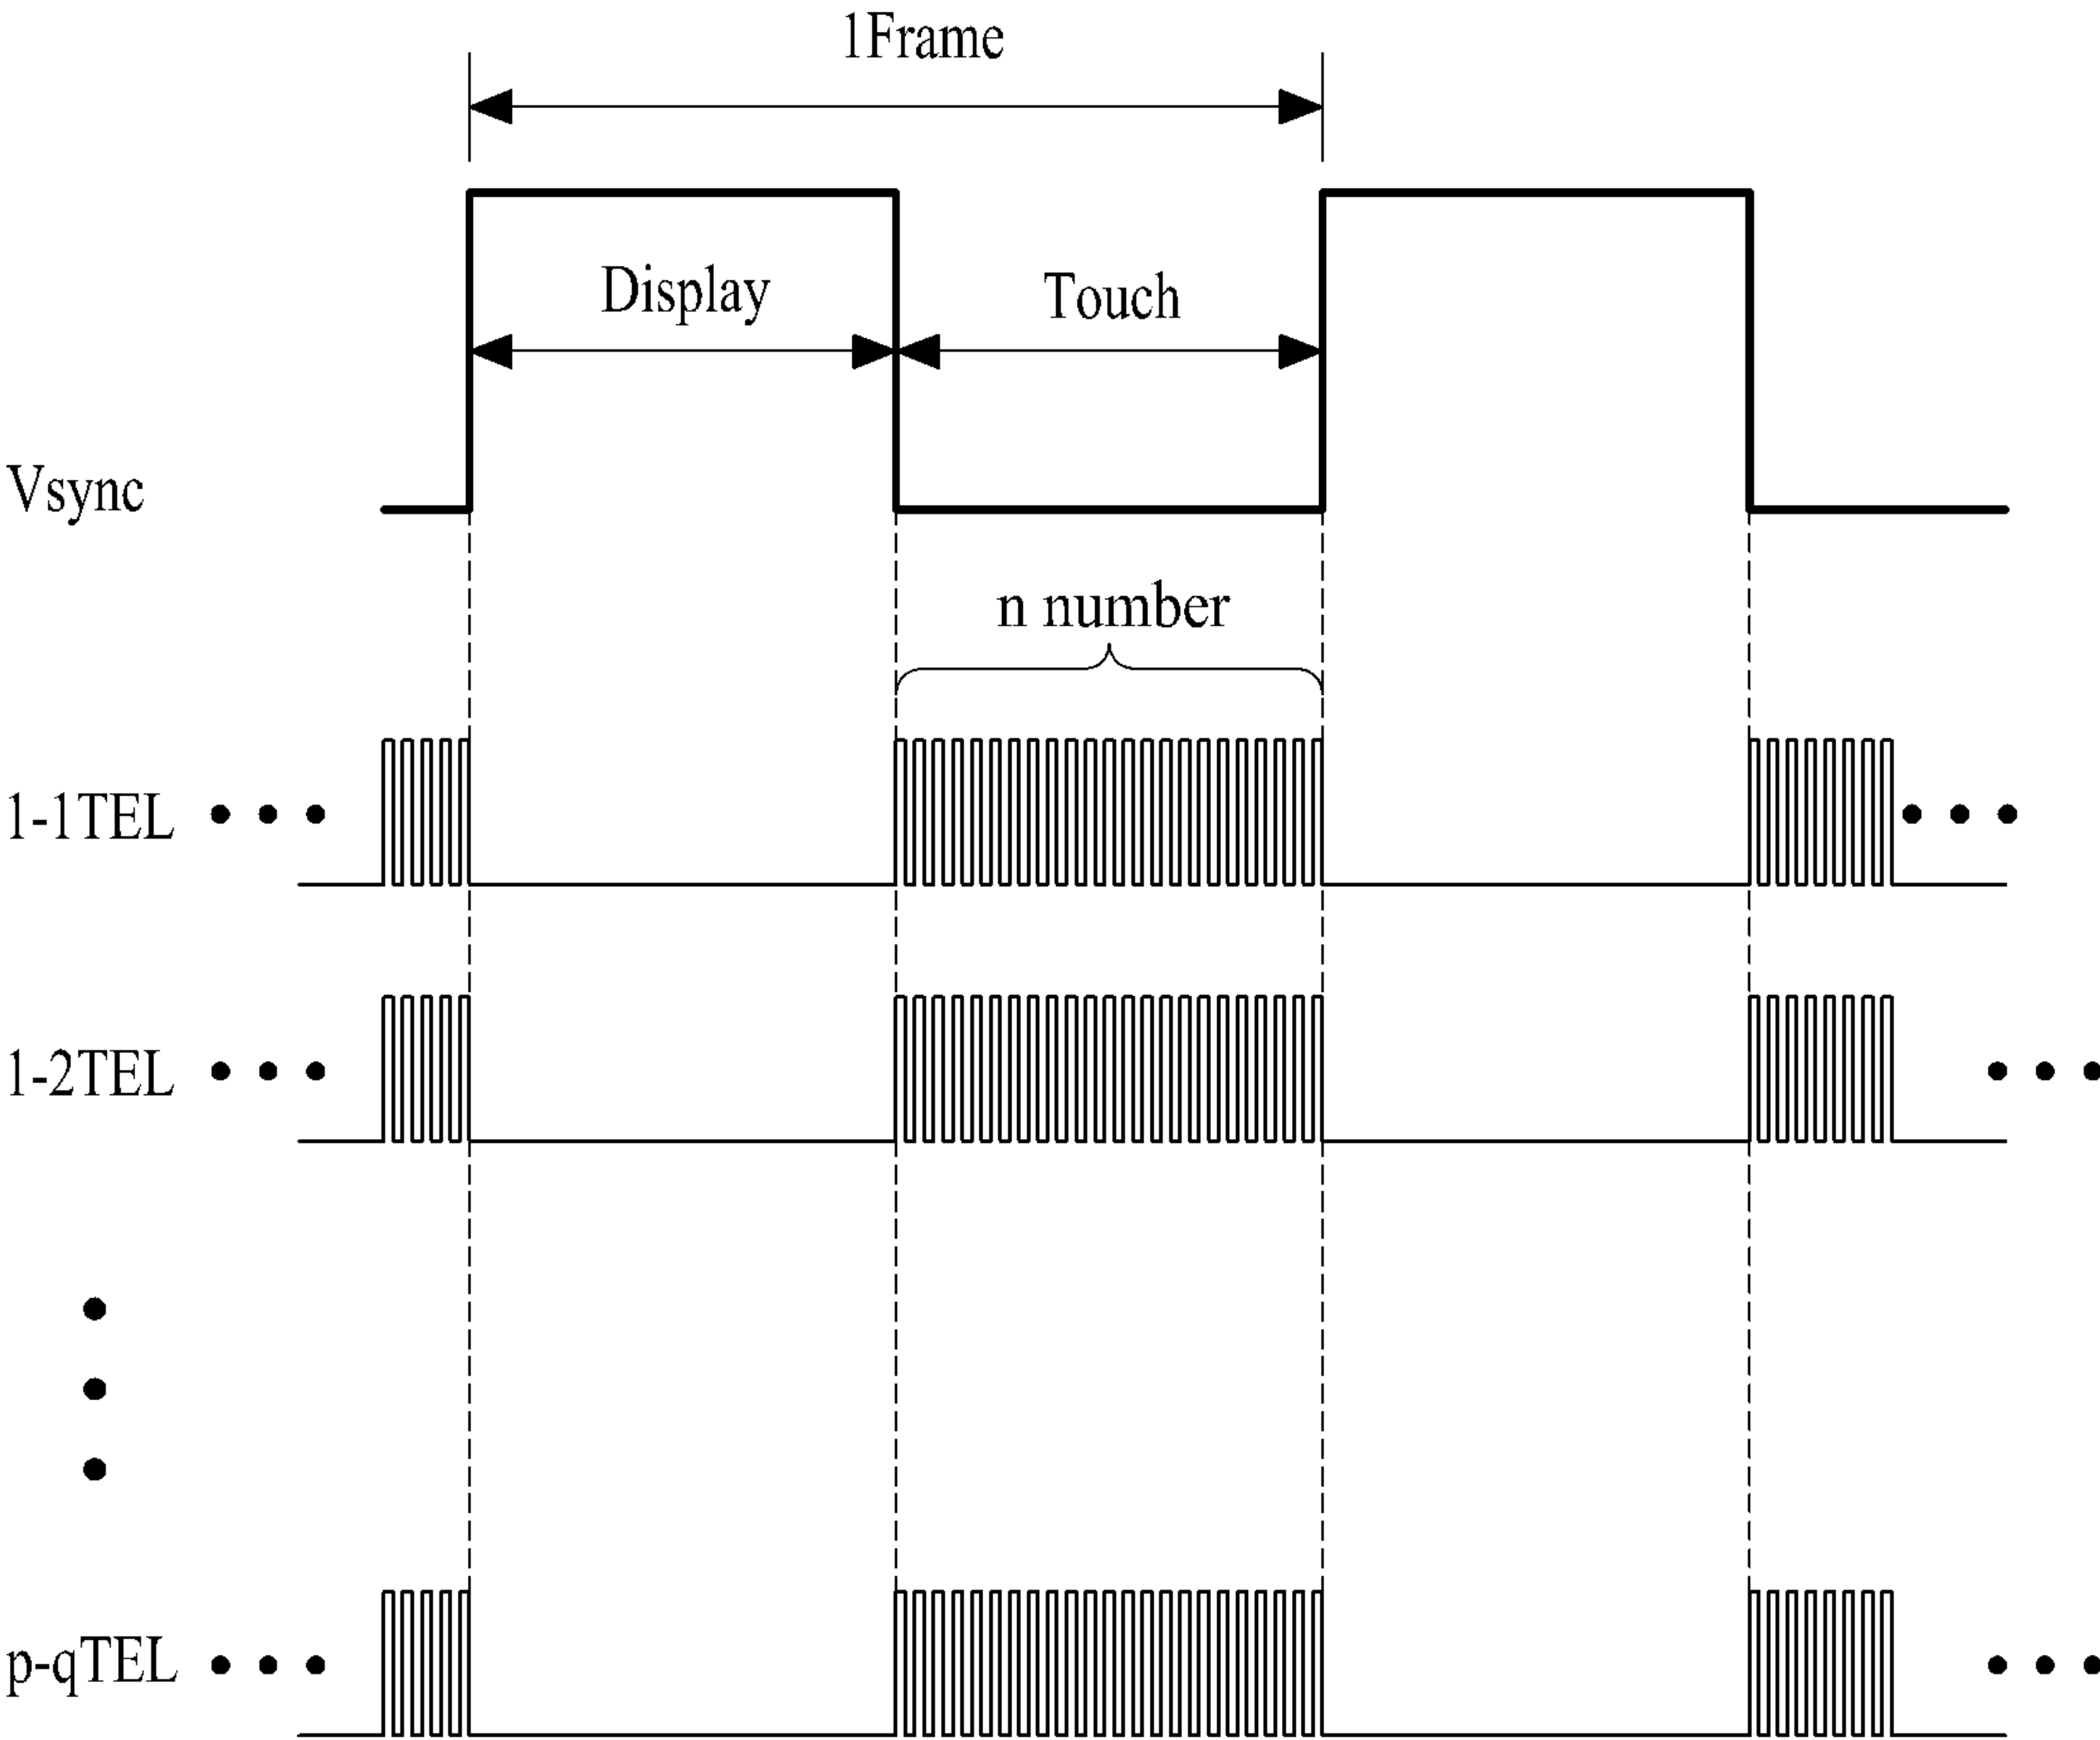 1Frame
Display
Touch
Vsync
n number
1-1TEL
1-2TEL
p-qTEL